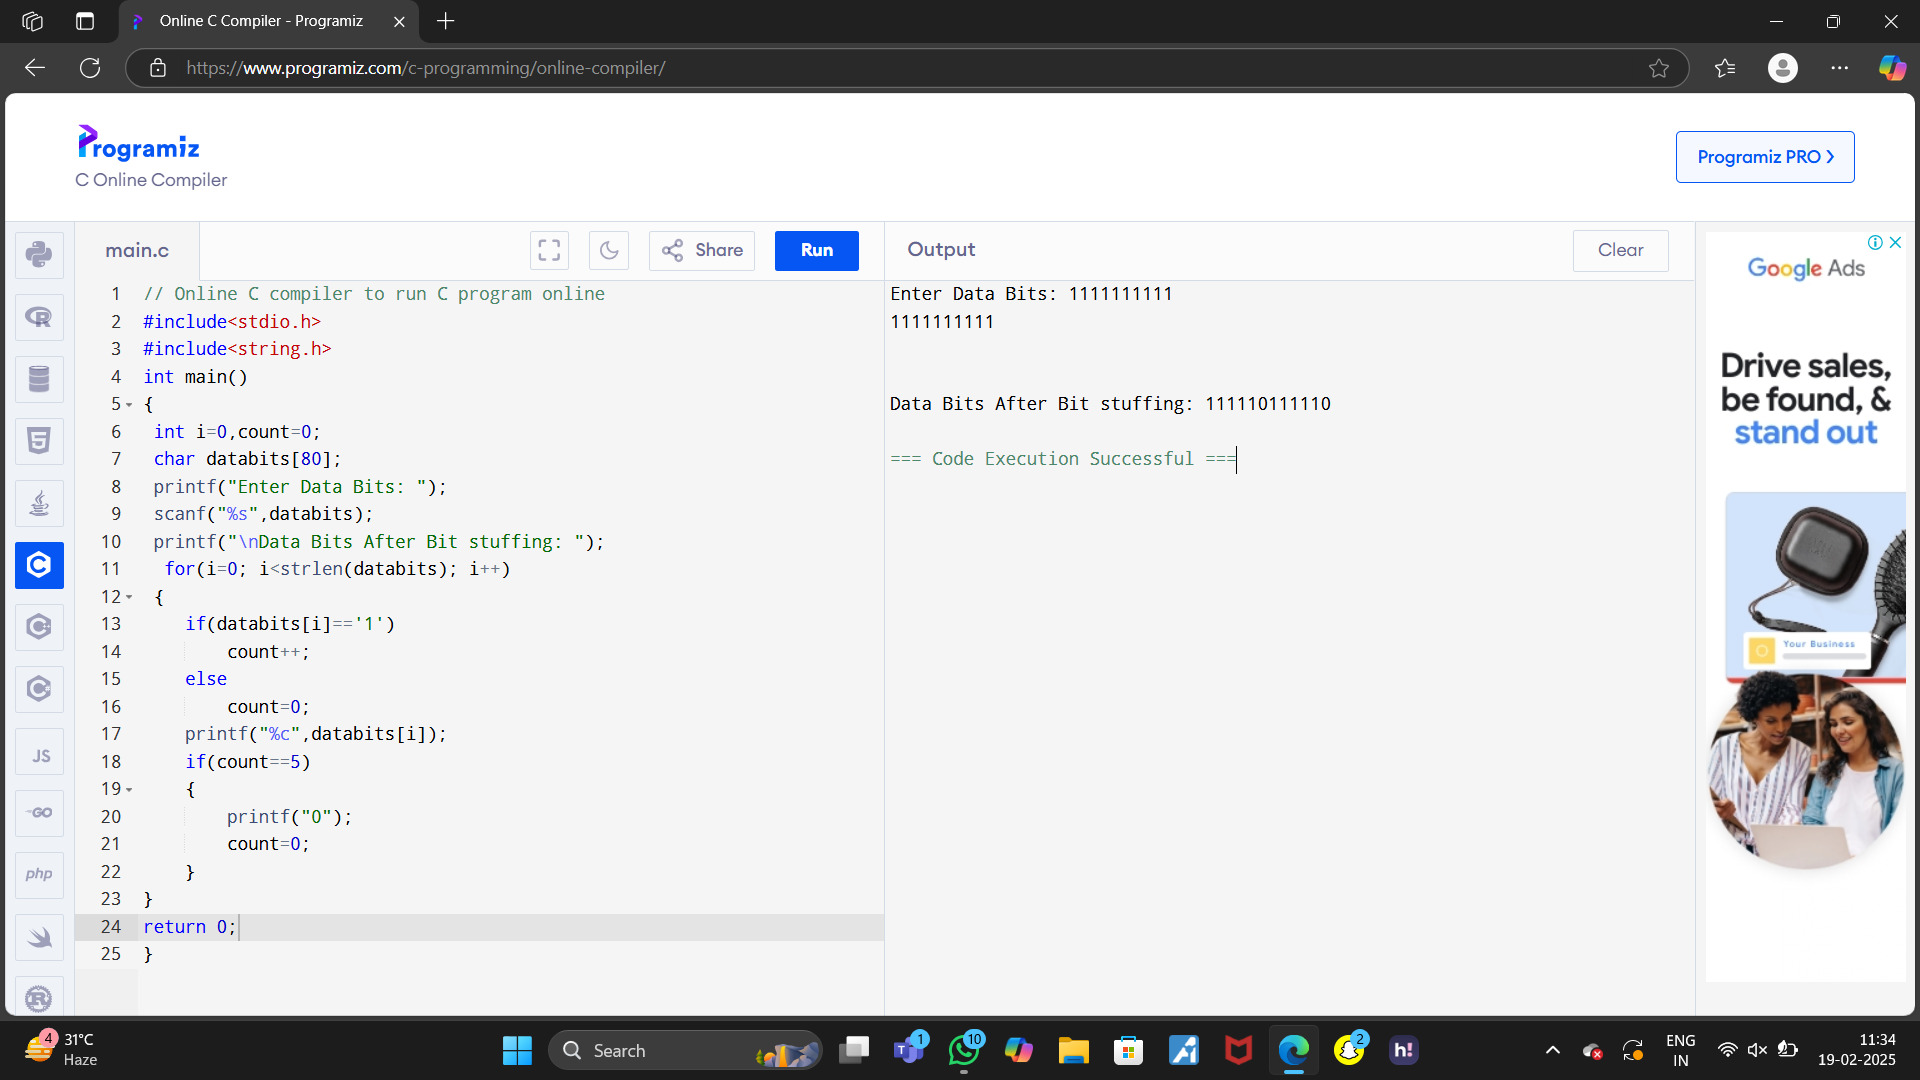 Online C Compiler - Programiz
https://www.programiz.com/c-programming/online-compiler/
Programiz
C Online Compiler
Programiz PRO
main.c
Share
Run
Output
Clear
1 // Online C compiler to run C program online
2 #include<stdio.h>
3 #include<string.h>
4 int main()
5 {
6 int i=0,count=0;
7 char databits[80];
8 printf("Enter Data Bits: ");
9 scanf("%s",databits);
10 printf("\nData Bits After Bit stuffing: ");
11 for(i=0; i<strlen(databits); i++)
12 {
13 if(databits[i]=='1')
14 count++;
15 else
16 count=0;
17 printf("%c",databits[i]);
18 if(count==5)
19 {
20 printf("0");
21 count=0;
22 }
23 }
24 return 0;
25 }
Enter Data Bits: 1111111111
1111111111
Data Bits After Bit stuffing: 111110111110
=== Code Execution Successful ===
Google Ads
Drive sales,
be found, &
stand out
Your Business
JS
GO
php
4
31°C
Haze
Search
1
10
2
h!
ENG
IN
11:34
19-02-2025